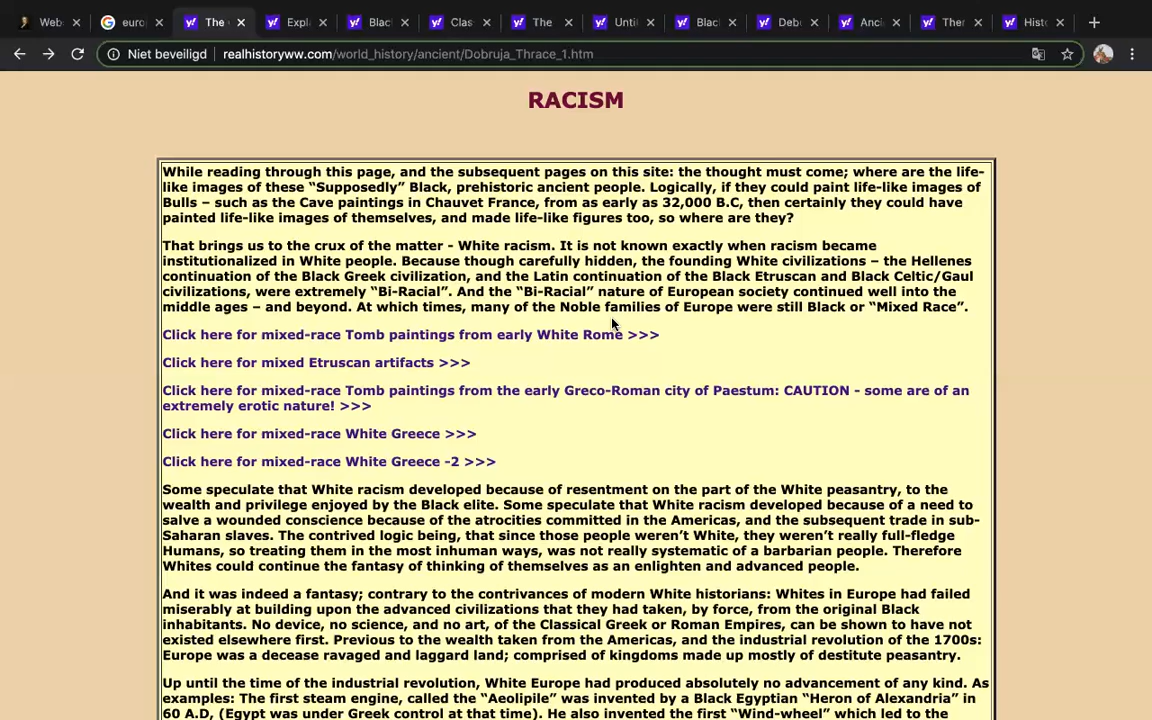 Web
G euro
The
Expla
Blac
Clas
The
Unti
Blac
Deb
Anci
Ther
Histo
Niet beveiligd
realhistoryww.com/world_history/ancient/Dobruja_Thrace_1.htm
RACISM
While reading through this page, and the subsequent pages on this site: the thought must come; where are the life-
like images of these “Supposedly” Black, prehistoric ancient people. Logically, if they could paint life-like images of
Bulls – such as the Cave paintings in Chauvet France, from as early as 32,000 B.C, then certainly they could have
painted life-like images of themselves, and made life-like figures too, so where are they?
That brings us to the crux of the matter - White racism. It is not known exactly when racism became
institutionalized in White people. Because though carefully hidden, the founding White civilizations – the Hellenes
continuation of the Black Greek civilization, and the Latin continuation of the Black Etruscan and Black Celtic/Gaul
civilizations, were extremely “Bi-Racial”. And the “Bi-Racial” nature of European society continued well into the
middle ages – and beyond. At which times, many of the Noble families of Europe were still Black or “Mixed Race”.
Click here for mixed-race Tomb paintings from early White Rome >>>
Click here for mixed Etruscan artifacts >>>
Click here for mixed-race Tomb paintings from the early Greco-Roman city of Paestum: CAUTION - some are of an
extremely erotic nature! >>>
Click here for mixed-race White Greece >>>
Click here for mixed-race White Greece -2 >>>
Some speculate that White racism developed because of resentment on the part of the White peasantry, to the
wealth and privilege enjoyed by the Black elite. Some speculate that White racism developed because of a need to
salve a wounded conscience because of the atrocities committed in the Americas, and the subsequent trade in sub-
Saharan slaves. The contrived logic being, that since those people weren’t White, they weren’t really full-fledge
Humans, so treating them in the most inhuman ways, was not really systematic of a barbarian people. Therefore
Whites could continue the fantasy of thinking of themselves as an enlighten and advanced people.
And it was indeed a fantasy; contrary to the contrivances of modern White historians: Whites in Europe had failed
miserably at building upon the advanced civilizations that they had taken, by force, from the original Black
inhabitants. No device, no science, and no art, of the Classical Greek or Roman Empires, can be shown to have not
existed elsewhere first. Previous to the wealth taken from the Americas, and the industrial revolution of the 1700s:
Europe was a decease ravaged and laggard land; comprised of kingdoms made up mostly of destitute peasantry.
Up until the time of the industrial revolution, White Europe had produced absolutely no advancement of any kind. As
examples: The first steam engine, called the “Aeolipile” was invented by a Black Egyptian “Heron of Alexandria” in
60 A.D, (Egypt was under Greek control at that time). He also invented the first “Wind-wheel” which led to the